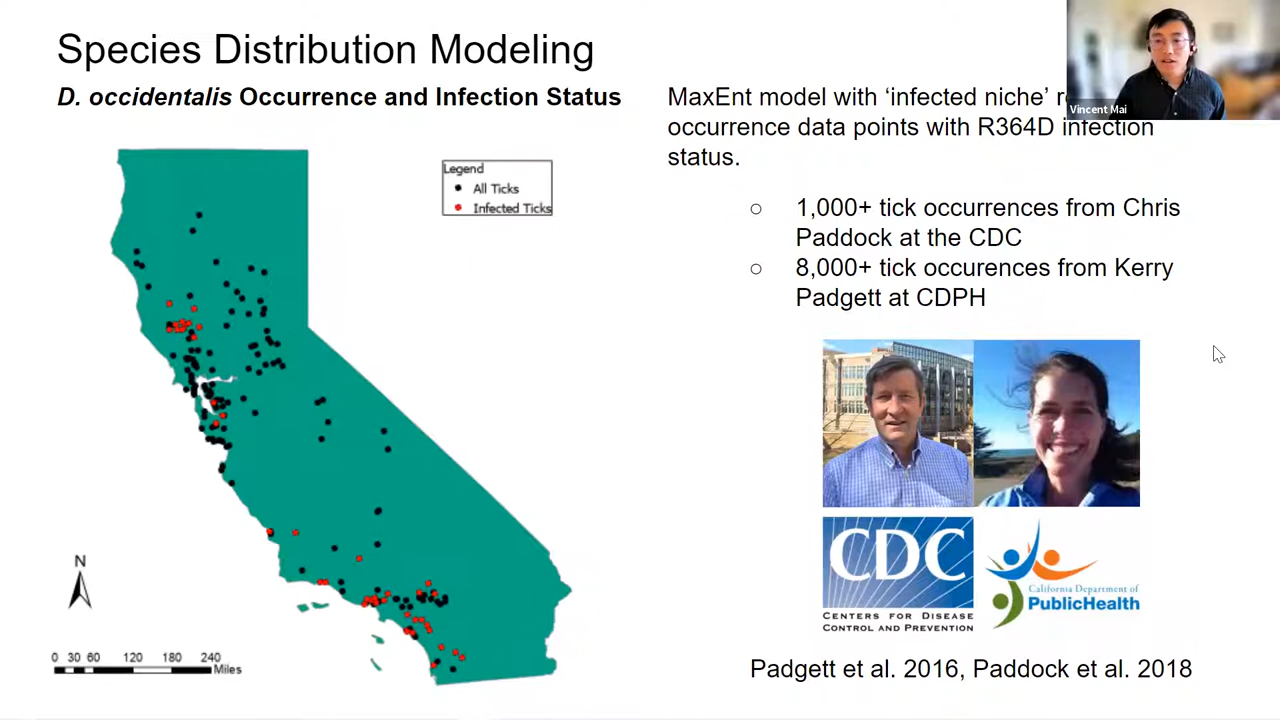 Species Distribution Modeling
D. occidentalis Occurrence and Infection Status
Legend
All Ticks
Infected Ticks
N
0 30 60 120 180 240
Miles
MaxEnt model with ‘infected niche’
occurrence data points with R364D infection
status.
○ 1,000+ tick occurrences from Chris
Paddock at the CDC
○ 8,000+ tick occurences from Kerry
Padgett at CDPH
Vincent Mai
CDC
CENTERS FOR DISEASE
CONTROL AND PREVENTION
California Department of
PublicHealth
Padgett et al. 2016, Paddock et al. 2018